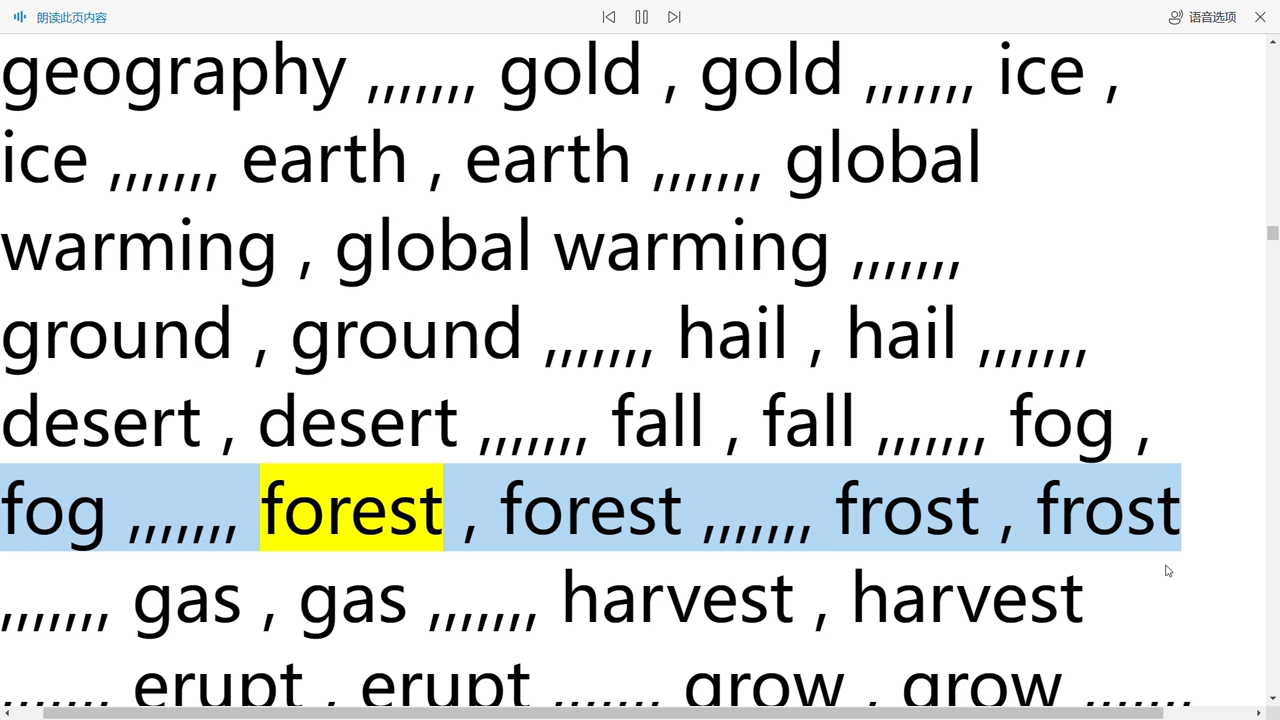 朗读此页内容
语音选项
geography ,,,,,,, gold , gold ,,,,,,, ice ,
ice ,,,,,,, earth , earth ,,,,,,, global
warming , global warming ,,,,,,,
ground , ground ,,,,,,, hail , hail ,,,,,,,
desert , desert ,,,,,,, fall , fall ,,,,,,, fog ,
fog ,,,,,,, forest , forest ,,,,,,, frost , frost
,,,,,,, gas , gas ,,,,,,, harvest , harvest
,,,,,,, erupt , erupt ,,,,,,, grow , grow ,,,,,,,